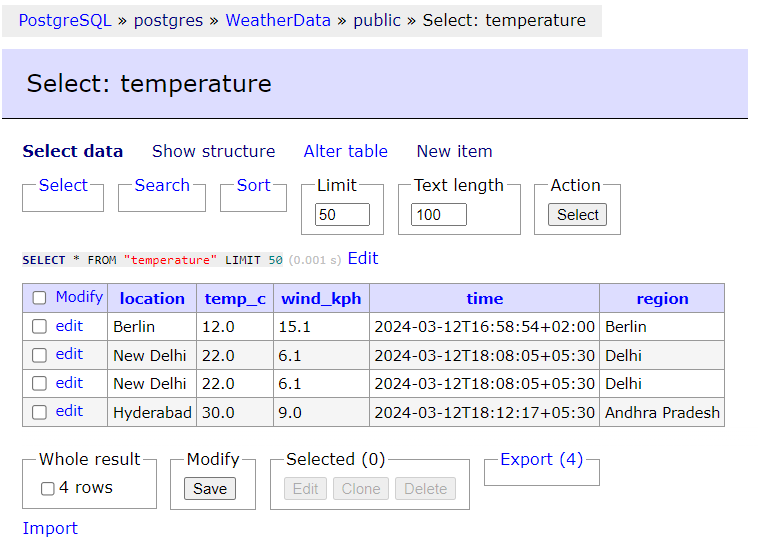 PostgreSQL » postgres » WeatherData » public » Select: temperature
Select: temperature
Select data Show structure Alter table New item
Select Search Sort Limit Text length Action
50 100 Select
SELECT * FROM "temperature" LIMIT 50 (0.001 s) Edit
Modify location temp_c wind_kph time region
edit Berlin 12.0 15.1 2024-03-12T16:58:54+02:00 Berlin
edit New Delhi 22.0 6.1 2024-03-12T18:08:05+05:30 Delhi
edit New Delhi 22.0 6.1 2024-03-12T18:08:05+05:30 Delhi
edit Hyderabad 30.0 9.0 2024-03-12T18:12:17+05:30 Andhra Pradesh
Whole result Modify Selected (0) Export (4)
4 rows Save Edit Clone Delete
Import